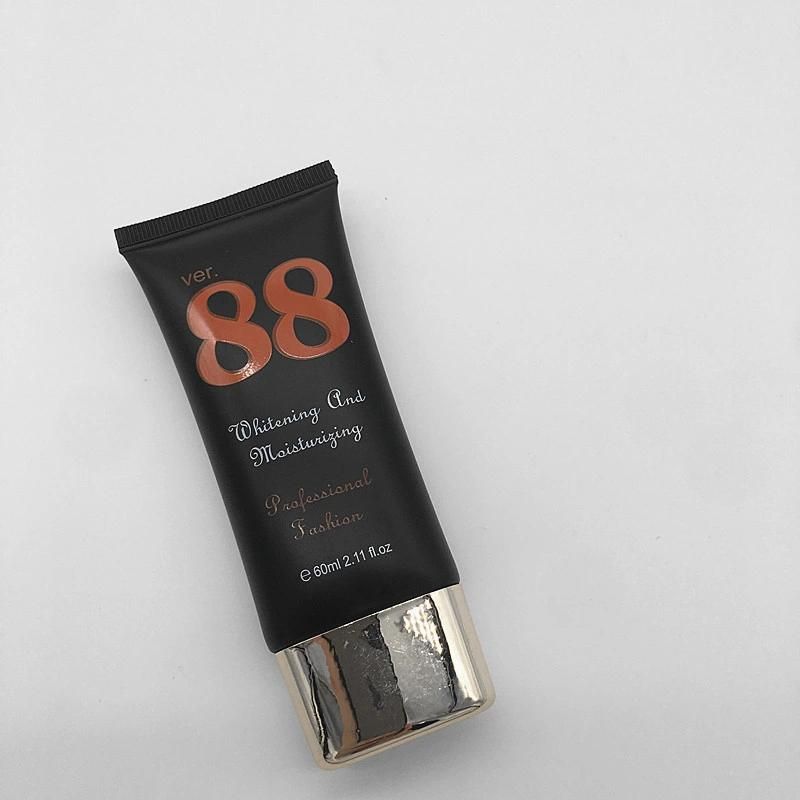 ver.
88
Whitening And
Moisturizing
Professional
Fashion
℮ 60ml 2.11 fl.oz